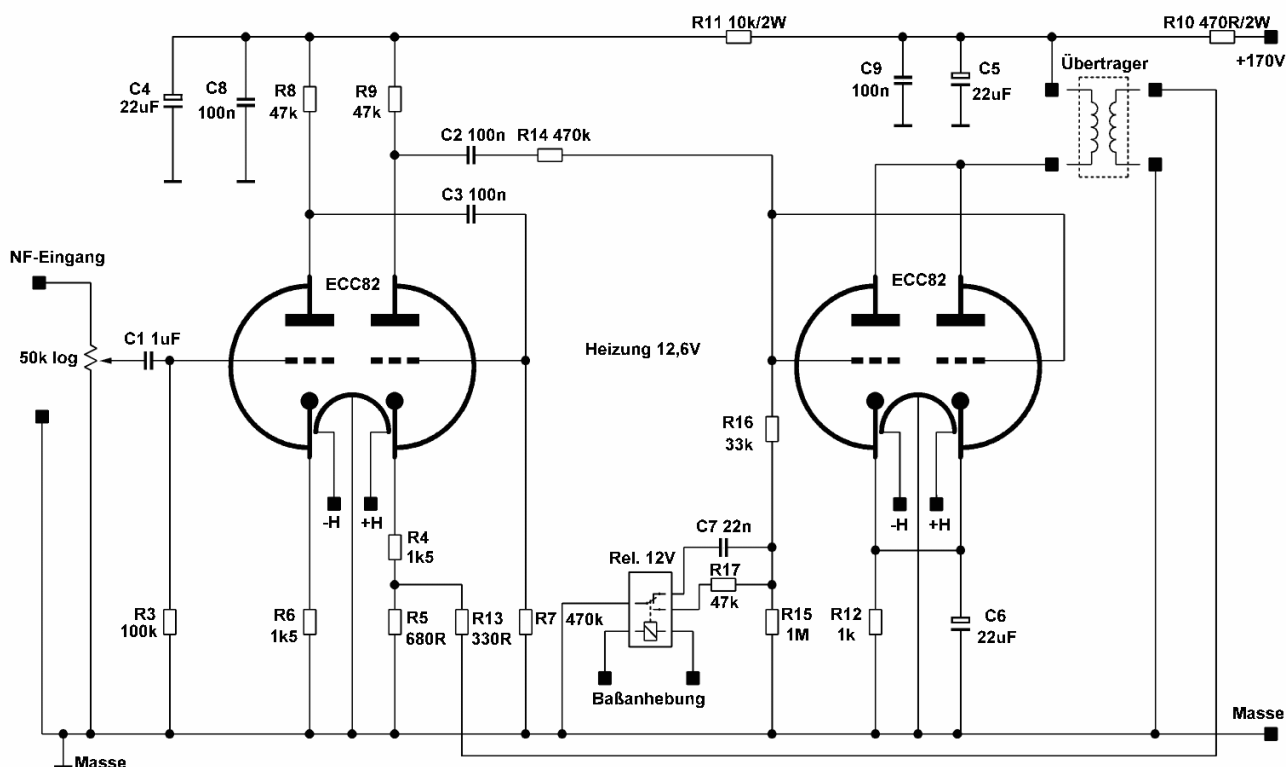 R11 10k/2W
R10 470R/2W
+170V
C4
22uF
C8
100n
R8
47k
R9
47k
C9
100n
C5
22uF
Übertrager
C2 100n
R14 470k
C3 100n
NF-Eingang
ECC82
ECC82
C1 1uF
50k log
Heizung 12,6V
R16
33k
-H
+H
-H
+H
R4
1k5
C7 22n
Rel. 12V
R17
47k
R3
100k
R6
1k5
R5
680R
R13
330R
R7
470k
R15
1M
R12
1k
C6
22uF
Baßanhebung
Masse
Masse